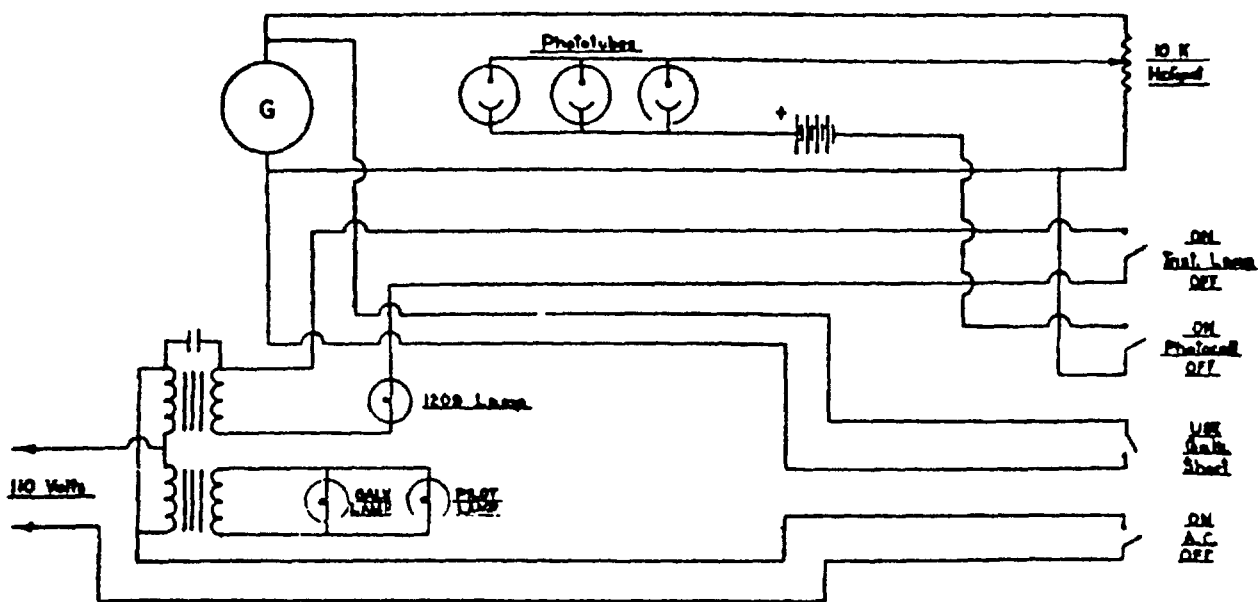 Phototubes
10 K
Helipot
G
+
ON
Inst. Lamp
OFF
ON
Photocell
OFF
1209 Lamp
USE
Galv.
Short
110 Volts
GALV
LAMP
PILOT
LAMP
ON
A.C
OFF